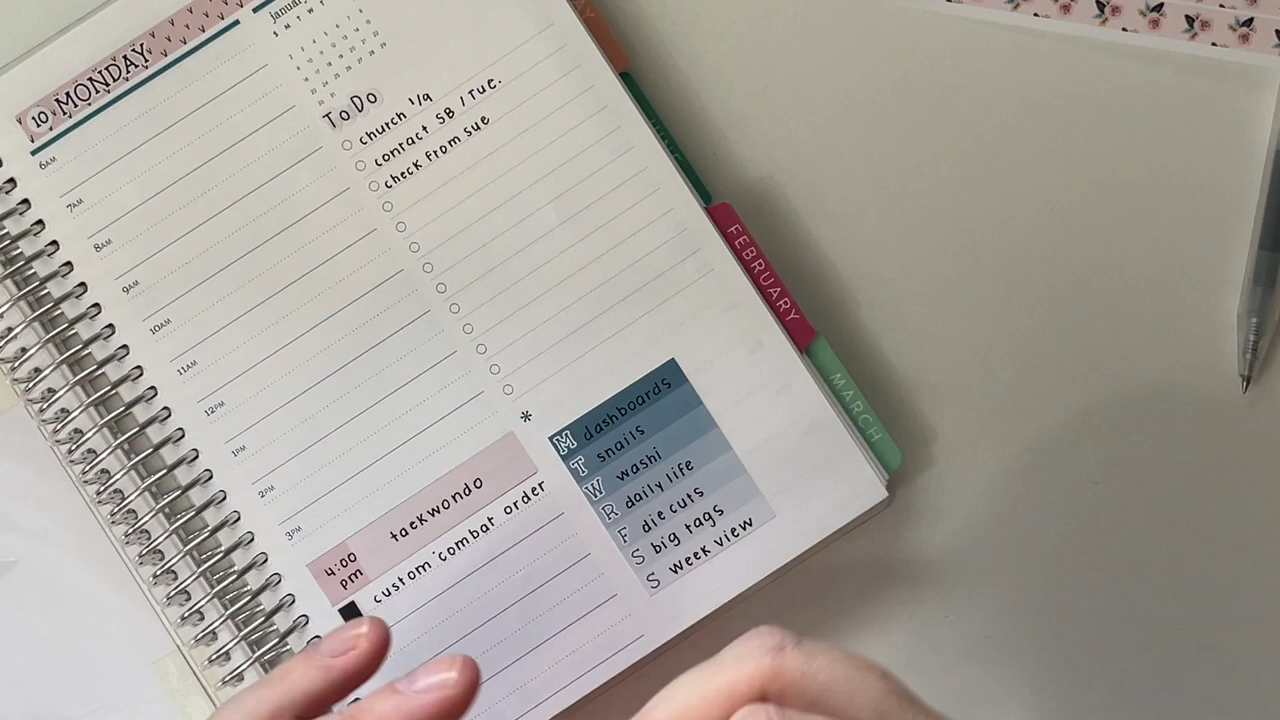 10 MONDAY
January
S M T W T
6AM
7AM
8AM
9AM
10AM
11AM
12PM
1PM
2PM
3PM
4:00 pm taekwondo
custom combat order
To Do
church 1/9
contact SB / Tue.
check from sue
*
M dashboards
T snails
W washi
R daily life
F die cuts
S big tags
S week view
JUNE
FEBRUARY
MARCH